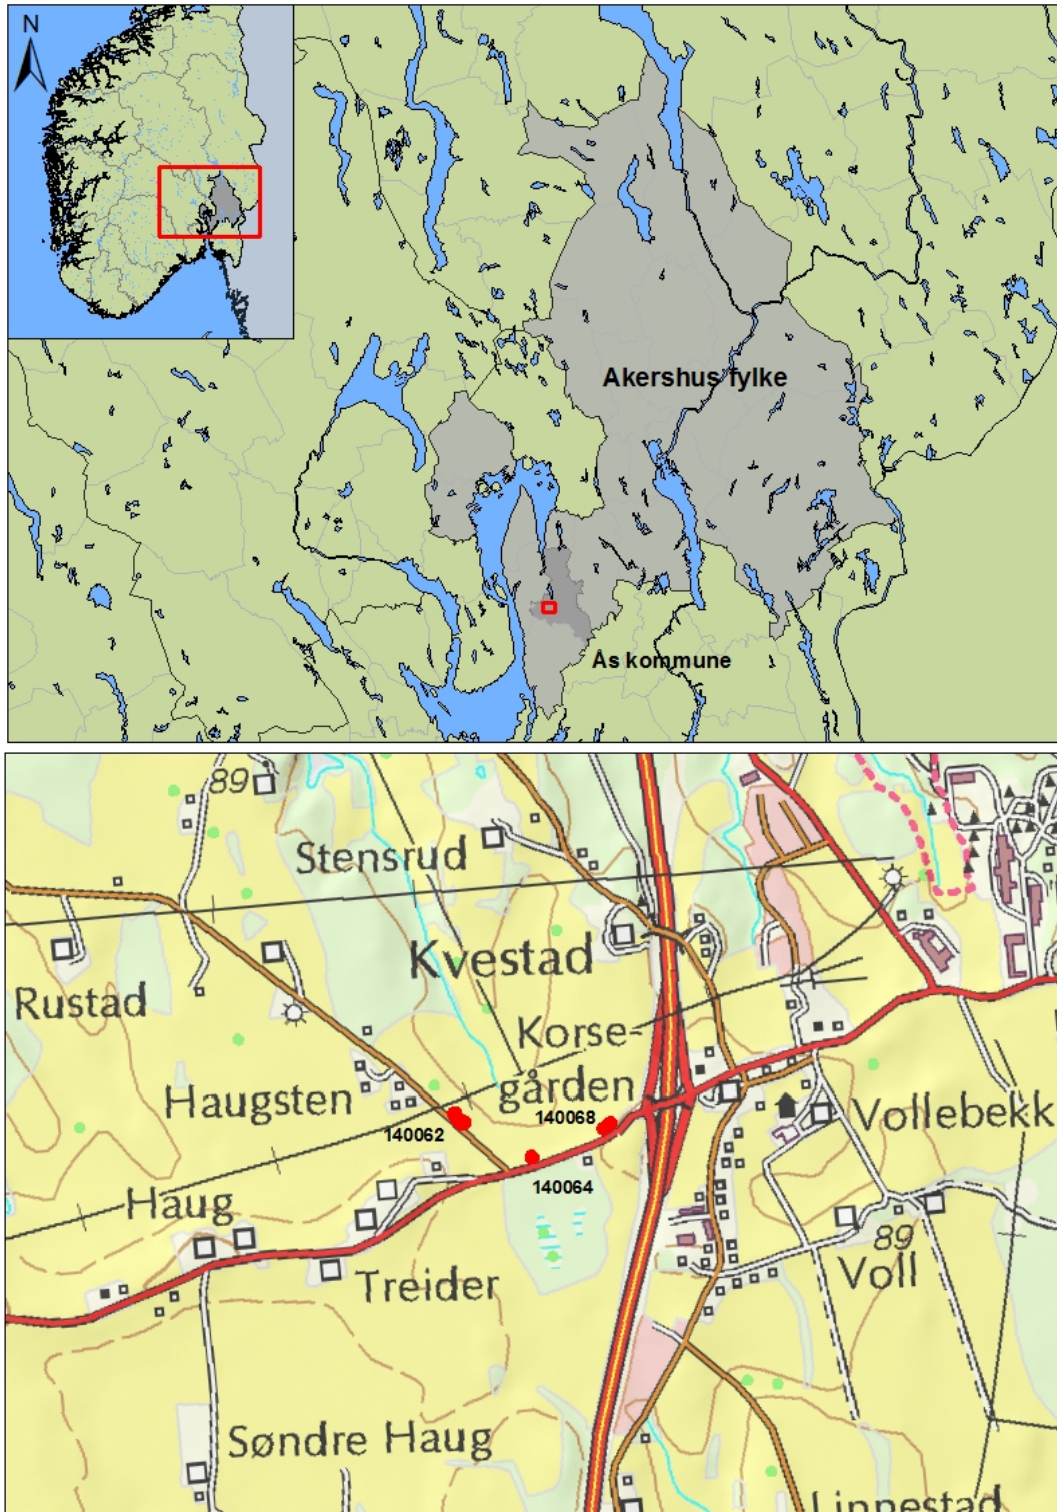 N
Akershus fylke
Ås kommune
89
Stensrud
Kvestad
Rustad
Korse-
gården
Haugsten
140068
140062
Vollebekk
140064
Haug
89
Voll
Treider
Søndre Haug
Linnestad